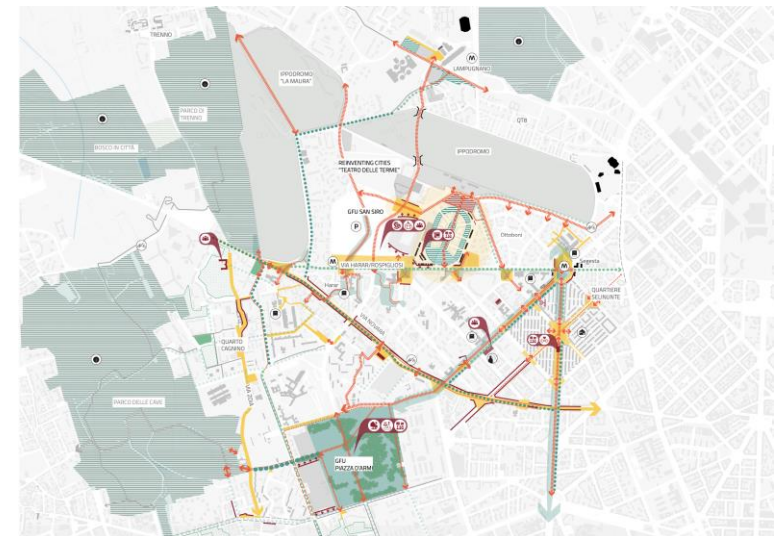 TRENNO
IPPODROMO
"LA MAURA"
M
LAMPUGNANO
PARCO DI
TRENNO
BOSCO IN CITTÀ
QT8
IPPODROMO
REINVENTING CITIES
"TEATRO DELLE TERME"
GFU SAN SIRO
P
Ottoboni
M
VIA HARAR/ROSPIGLIOSI
Segesta
M
Harar
QUARTIERE
SELINUNTE
VIA NOVARA
QUARTO
CAGNINO
PARCO DELLE CAVE
GFU
PIAZZA D'ARMI